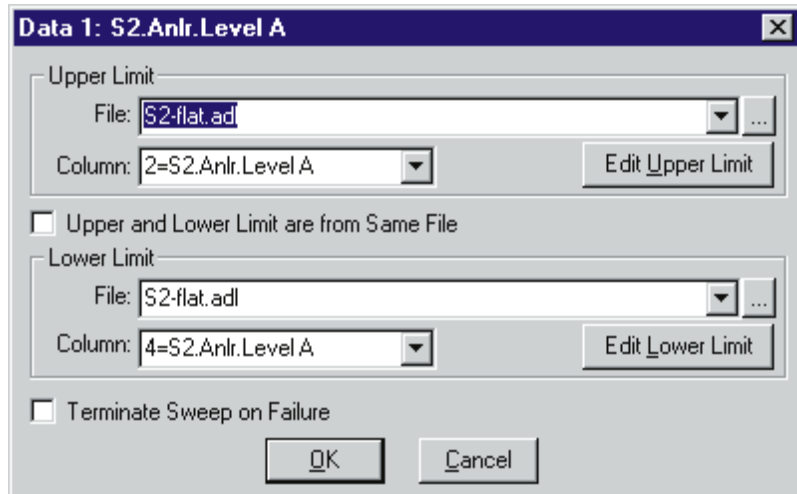 Data 1: S2.Anlr.Level A
Upper Limit
File: S2-flat.adl ...
Column: 2=S2.Anlr.Level A Edit Upper Limit
Upper and Lower Limit are from Same File
Lower Limit
File: S2-flat.adl ...
Column: 4=S2.Anlr.Level A Edit Lower Limit
Terminate Sweep on Failure
OK Cancel